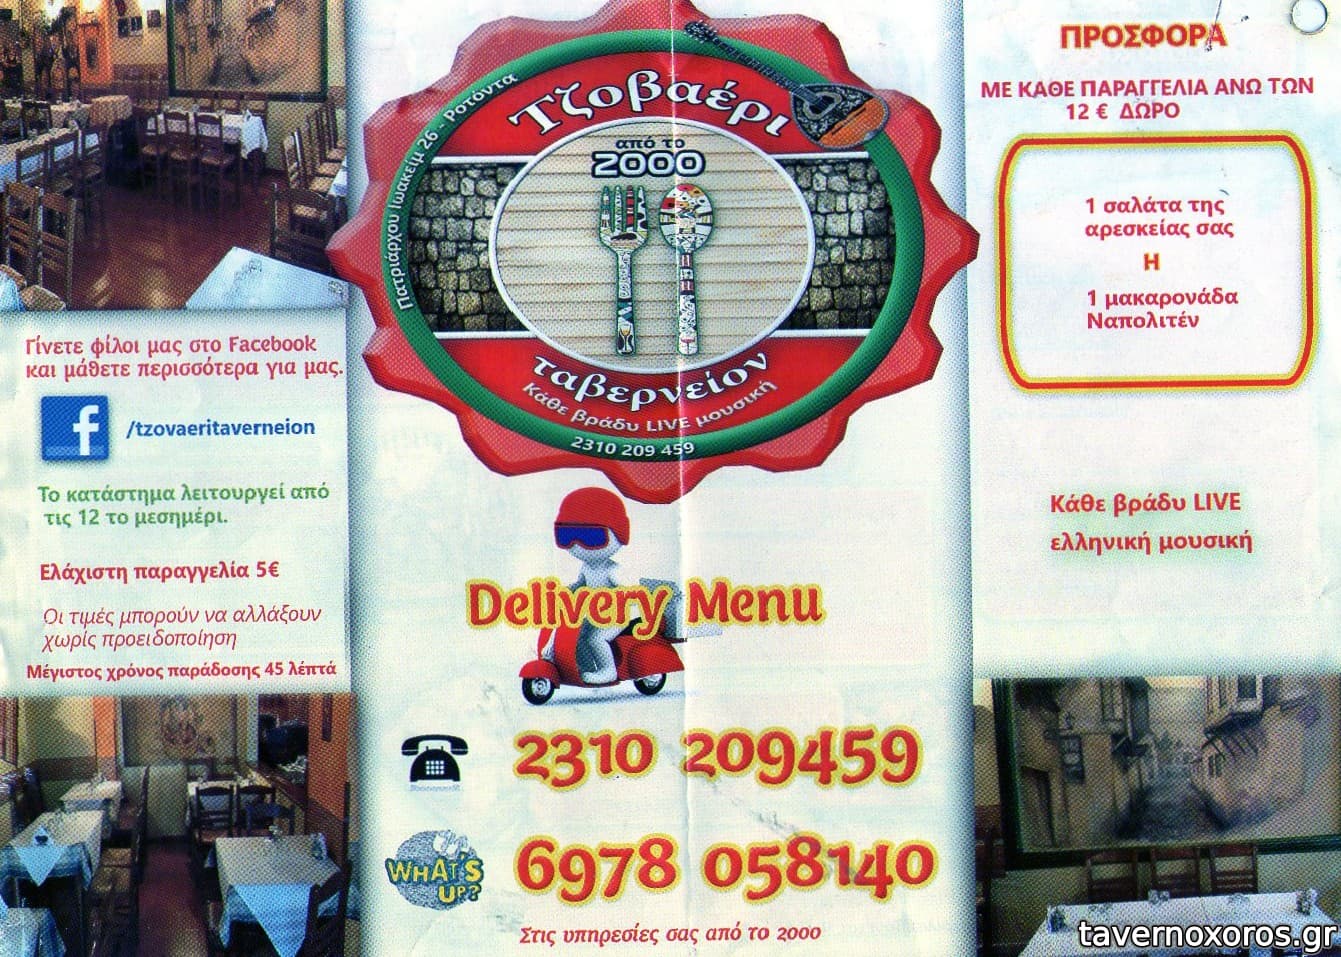 Γίνετε φίλοι μας στο Facebook
και μάθετε περισσότερα για μας.
f
/tzovaeritaverneion
Το κατάστημα λειτουργεί από
τις 12 το μεσημέρι.
Ελάχιστη παραγγελία 5€
Οι τιμές μπορούν να αλλάξουν
χωρίς προειδοποίηση
Μέγιστος χρόνος παράδοσης 45 λέπτά
Πατριάρχου Ιωακείμ 26 - Ροτόντα
Τζοβαέρι
από το
2000
ταβερνείον
Κάθε βράδυ LIVE μουσική
2310 209 459
Delivery Menu
2310 209459
WHAT'S
UP?
6978 058140
Στις υπηρεσίες σας από το 2000
ΠΡΟΣΦΟΡΑ
ΜΕ ΚΑΘΕ ΠΑΡΑΓΓΕΛΙΑ ΑΝΩ ΤΩΝ
12 € ΔΩΡΟ
1 σαλάτα της
αρεσκείας σας
Η
1 μακαρονάδα
Ναπολιτέν
Κάθε βράδυ LIVE
ελληνική μουσική
tavernoxoros.gr